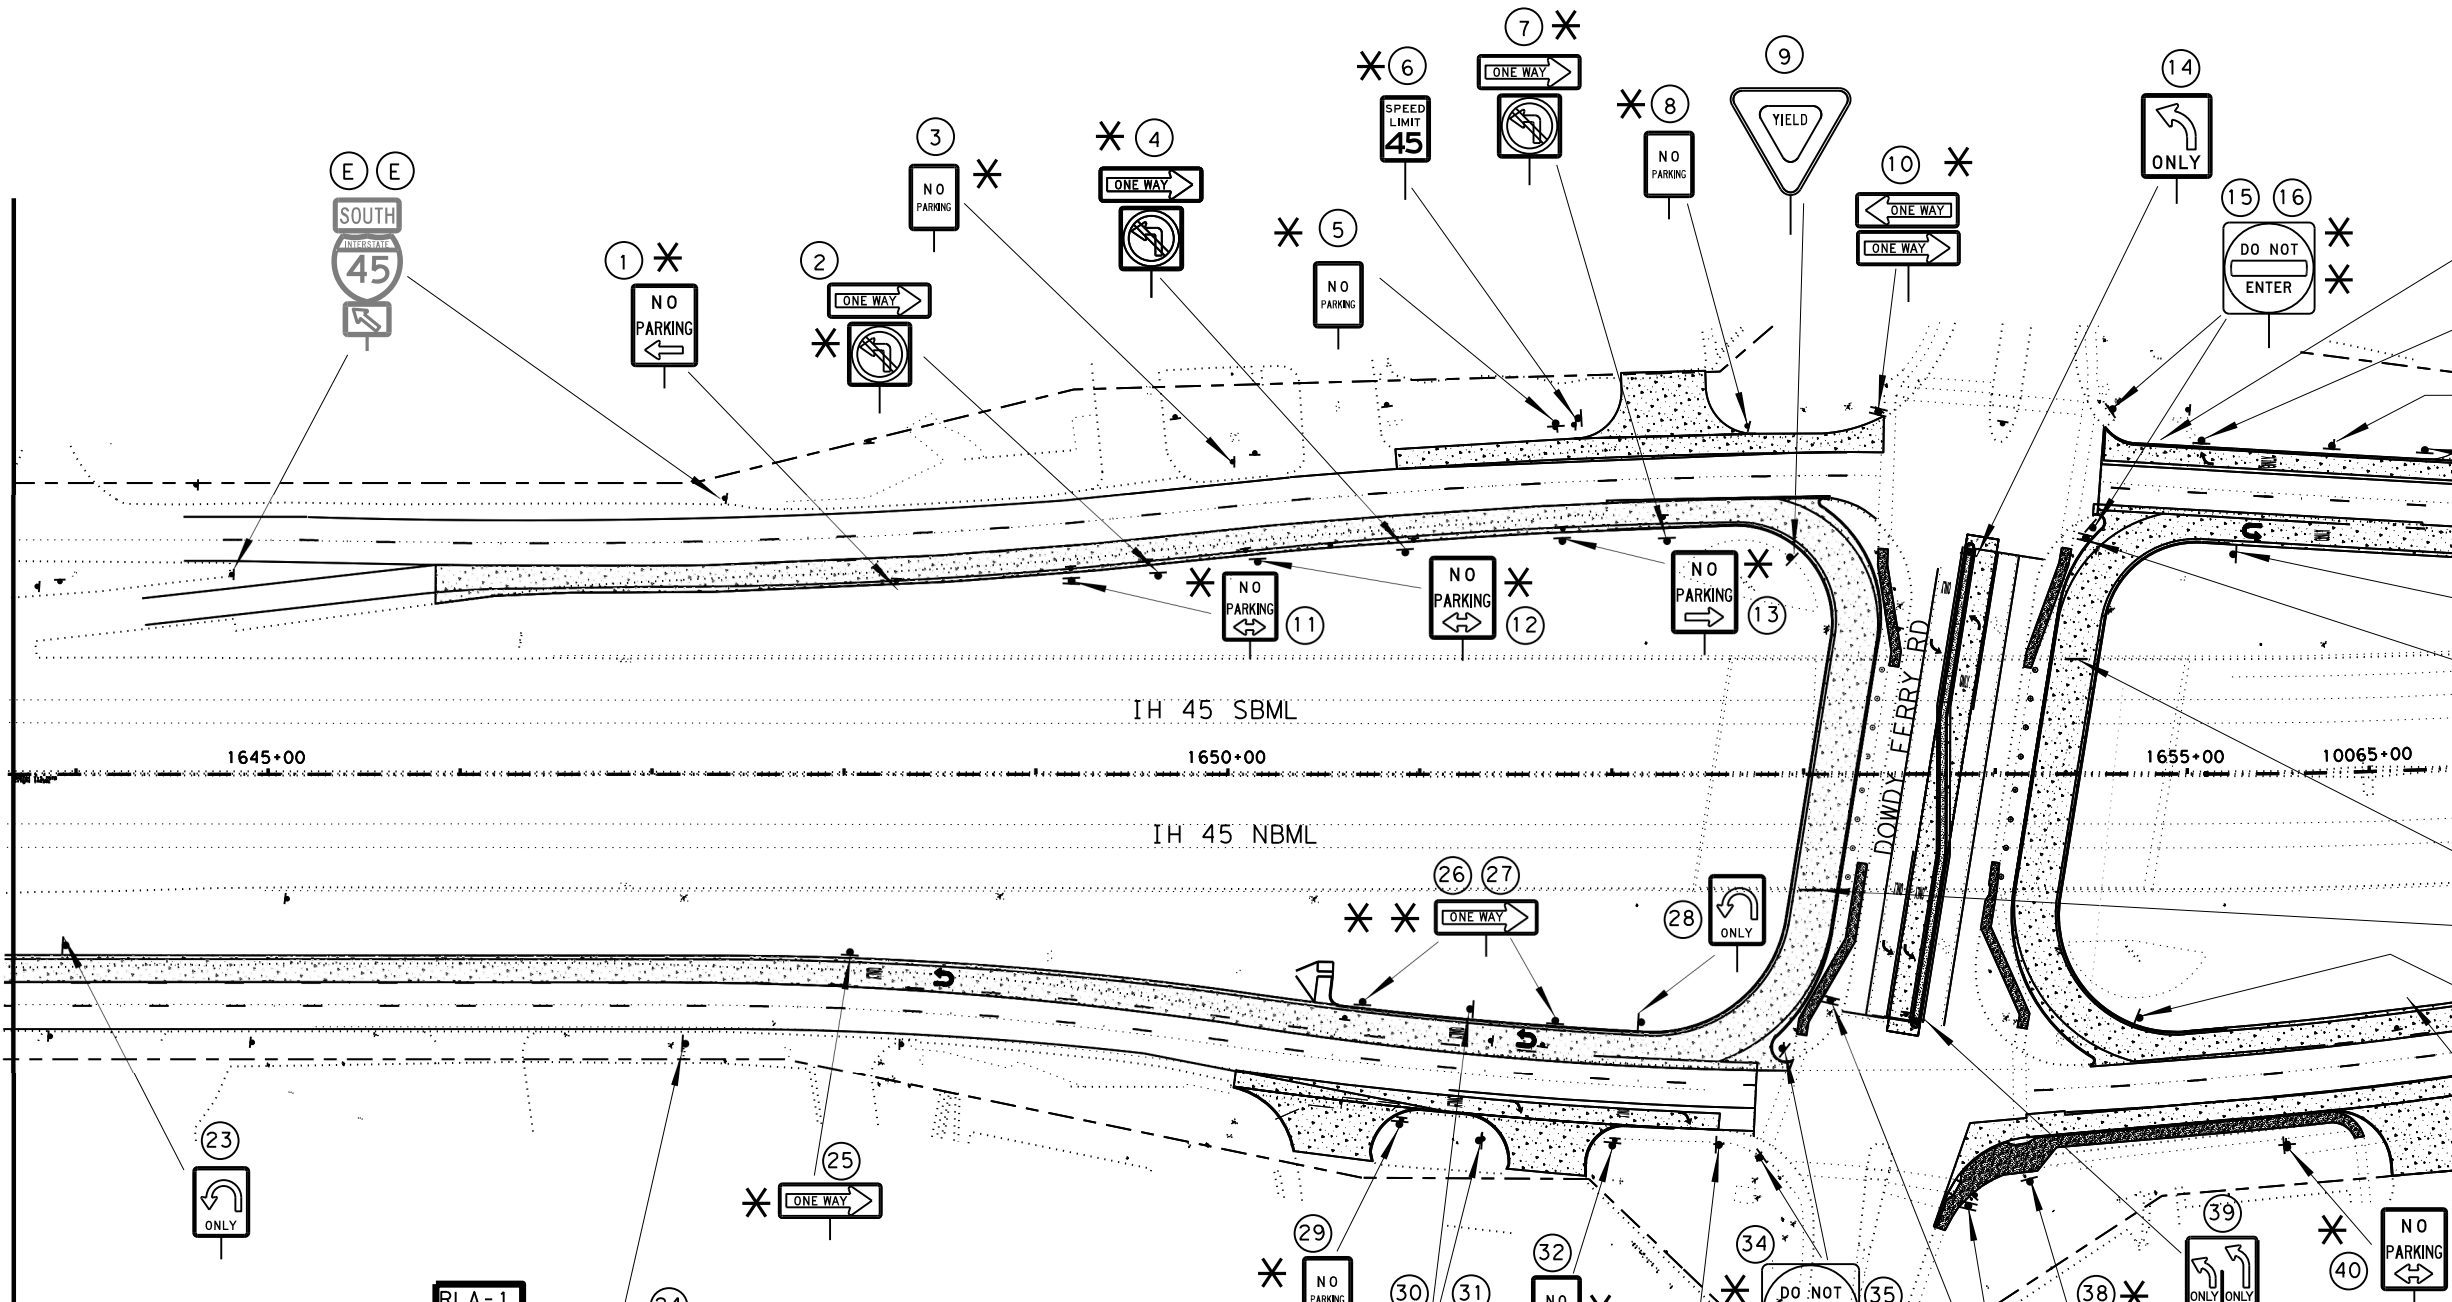 7
6
SPEED
LIMIT
45
ONE WAY
8
NO
PARKING
9
YIELD
14
ONLY
3
NO
PARKING
4
ONE WAY
E E
SOUTH
INTERSTATE
45
10
ONE WAY
ONE WAY
15 16
DO NOT
ENTER
1
NO
PARKING
2
ONE WAY
5
NO
PARKING
NO
PARKING
11
NO
PARKING
12
NO
PARKING
13
DOWDY FERRY RD
IH 45 SBML
1645+00
1650+00
1655+00
10065+00
IH 45 NBML
26 27
ONE WAY
28
ONLY
23
ONLY
25
ONE WAY
29
NO
PARKING
30
31
32
NO
34
DO NOT
35
38
39
ONLY ONLY
40
NO
PARKING
RLA-1
24